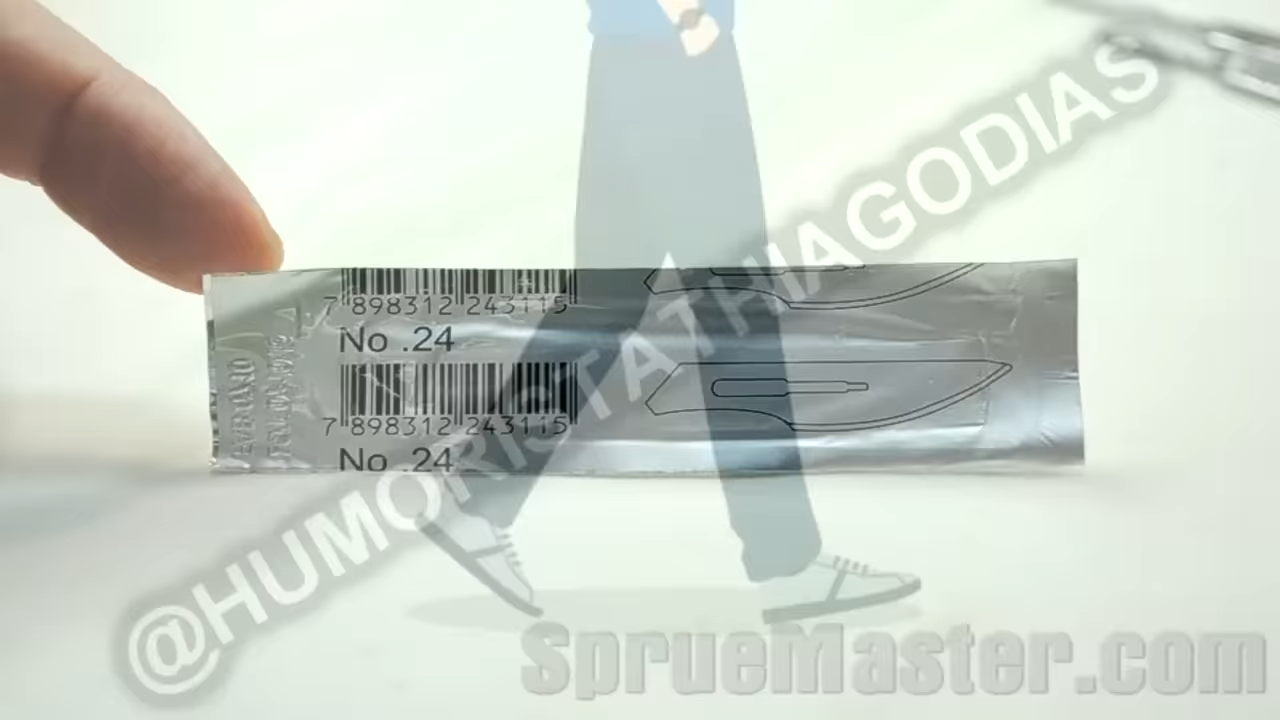 7 898312 243115
No .24
7 898312 243115
No .24
@HUMORISTATHIAGODIAS
SprueMaster.com